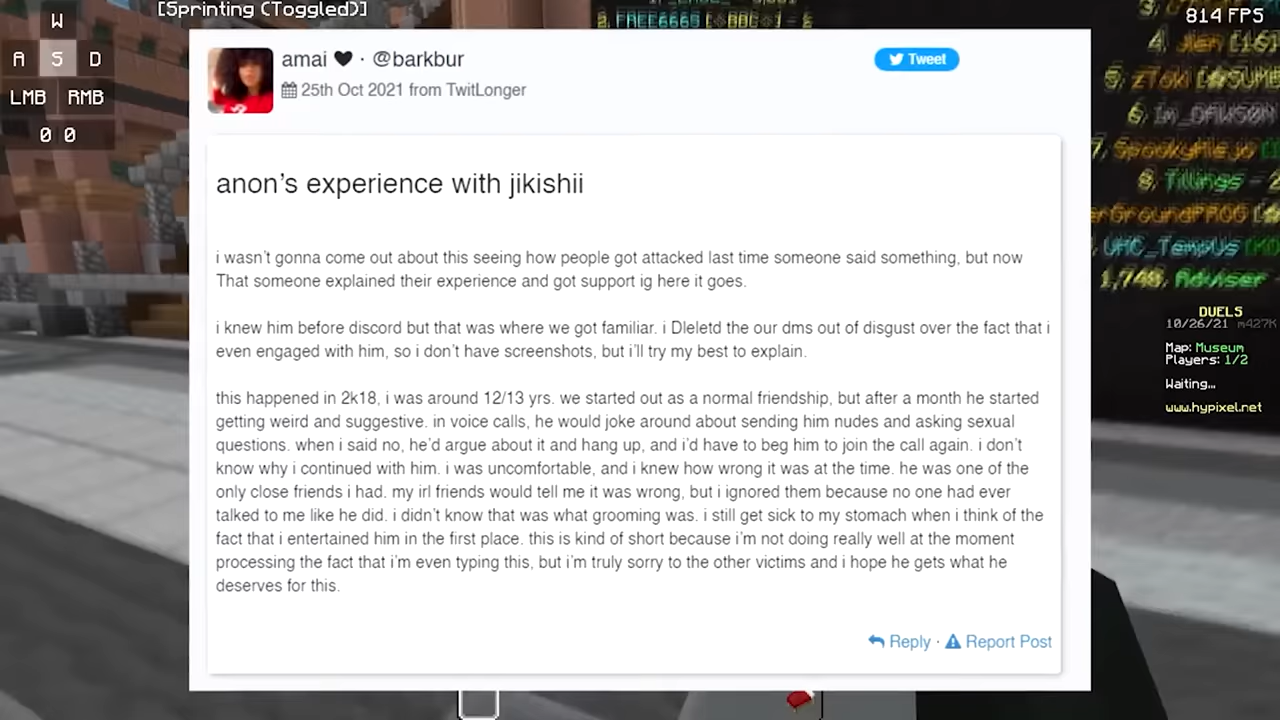 [Sprinting (Toggled)]
W
A S D
LMB RMB
0 0
814 FPS
amai 🖤 · @barkbur
Tweet
25th Oct 2021 from TwitLonger
anon's experience with jikishii
i wasn't gonna come out about this seeing how people got attacked last time someone said something, but now
That someone explained their experience and got support ig here it goes.
i knew him before discord but that was where we got familiar. i Dleletd the our dms out of disgust over the fact that i
even engaged with him, so i don't have screenshots, but i'll try my best to explain.
this happened in 2k18, i was around 12/13 yrs. we started out as a normal friendship, but after a month he started
getting weird and suggestive. in voice calls, he would joke around about sending him nudes and asking sexual
questions. when i said no, he'd argue about it and hang up, and i'd have to beg him to join the call again. i don't
know why i continued with him. i was uncomfortable, and i knew how wrong it was at the time. he was one of the
only close friends i had. my irl friends would tell me it was wrong, but i ignored them because no one had ever
talked to me like he did. i didn't know that was what grooming was. i still get sick to my stomach when i think of the
fact that i entertained him in the first place. this is kind of short because i'm not doing really well at the moment
processing the fact that i'm even typing this, but i'm truly sorry to the other victims and i hope he gets what he
deserves for this.
Reply · Report Post
7, SpookyHiejo
8, Tillings - 2
UHC_Tempus
1,748, Adviser
DUELS
10/26/21 m427K
Map: Museum
Players: 1/2
Waiting...
www.hypixel.net